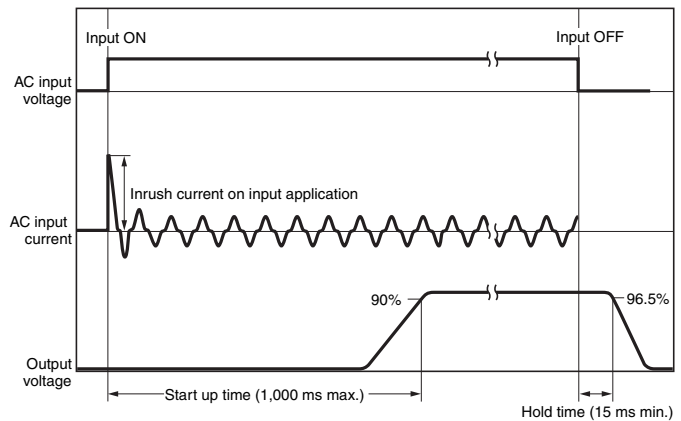 Input ON
Input OFF
AC input
voltage
Inrush current on input application
AC input
current
90%
96.5%
Output
voltage
Start up time (1,000 ms max.)
Hold time (15 ms min.)